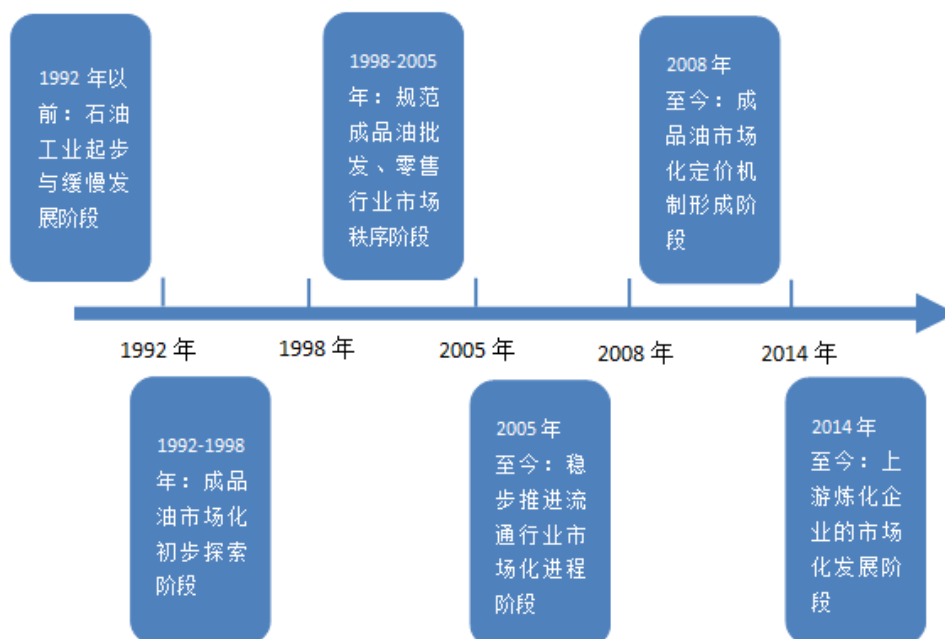 1992 年以
前：石油
工业起步
与缓慢发
展阶段
1998-2005
年：规范
成品油批
发、零售
行业市场
秩序阶段
2008 年
至今：成
品油市场
化定价机
制形成阶
段
1992 年
1998 年
2005 年
2008 年
2014 年
1992-1998
年：成品
油市场化
初步探索
阶段
2005 年
至今：稳
步推进流
通行业市
场化进程
阶段
2014 年
至今：上
游炼化企
业的市场
化发展阶
段